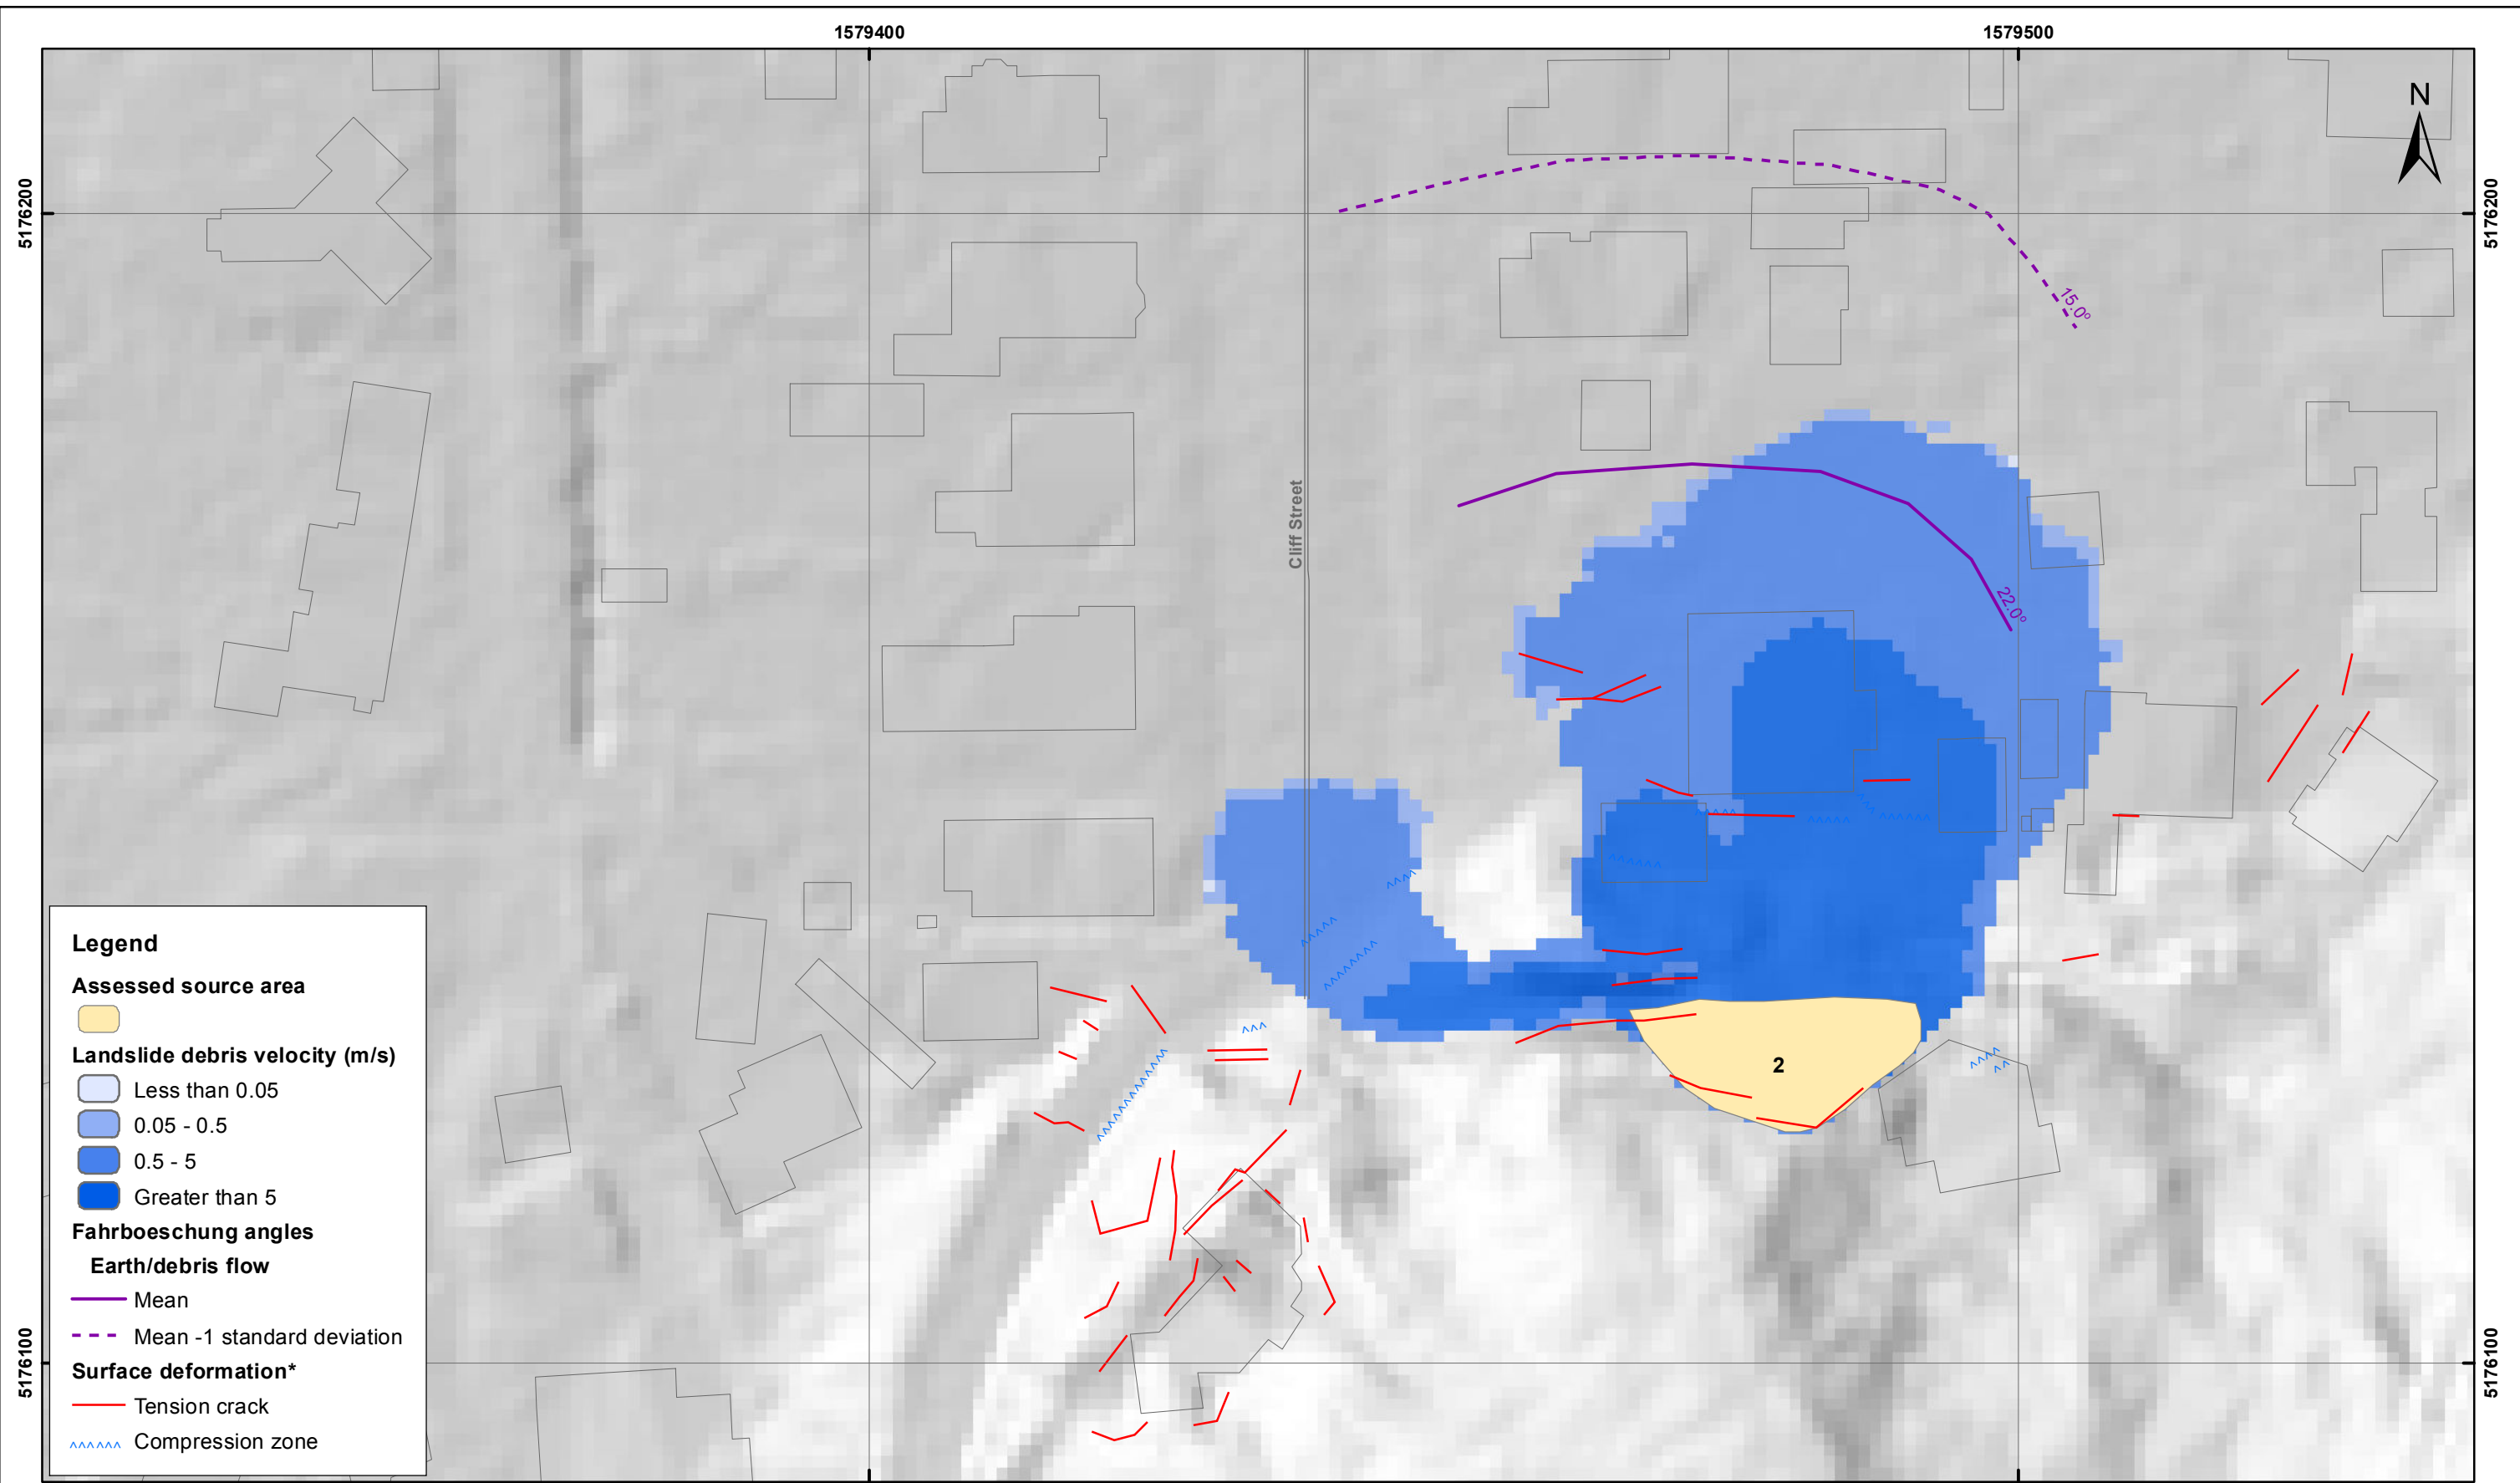 1579400
1579500
N
5176200
5176200
15.0º
Cliff Street
22.0º
2
Legend
Assessed source area
Landslide debris velocity (m/s)
Less than 0.05
0.05 - 0.5
0.5 - 5
Greater than 5
Fahrboeschung angles
Earth/debris flow
Mean
Mean -1 standard deviation
Surface deformation*
Tension crack
Compression zone
5176100
5176100